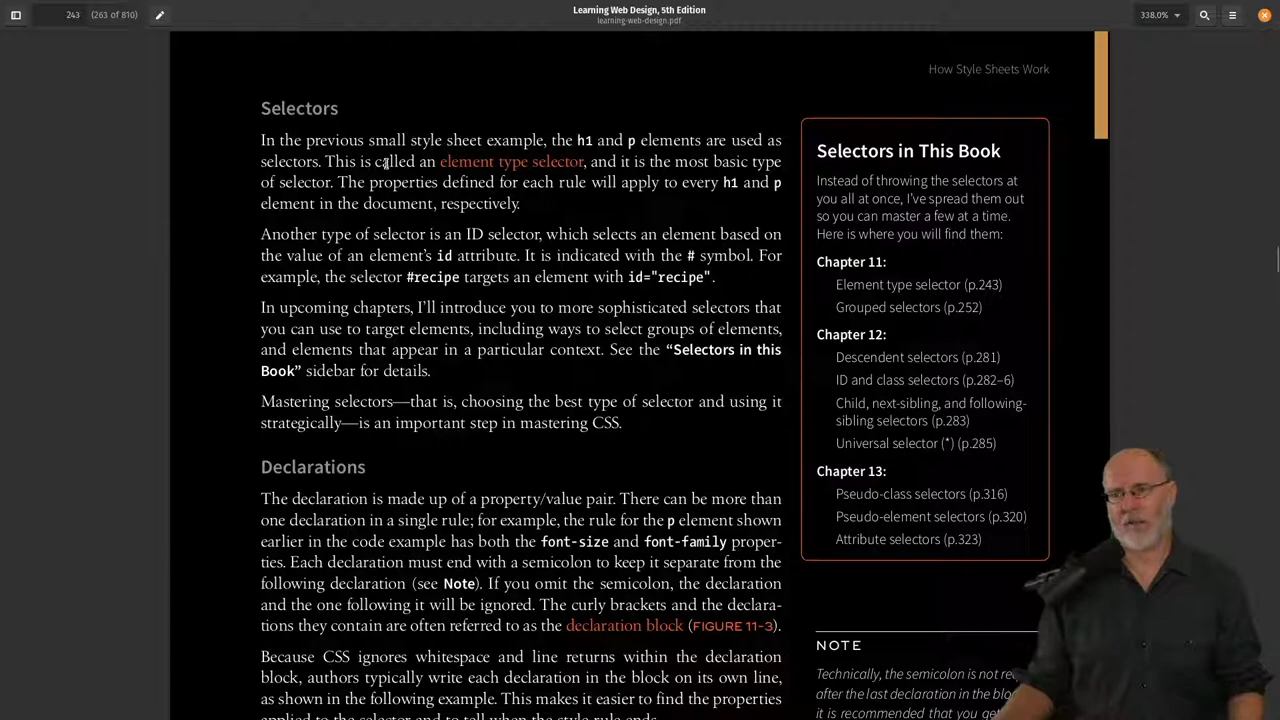 Learning Web Design, 5th Edition
learning-web-design.pdf
243
(263 of 810)
338.0%
How Style Sheets Work
Selectors
In the previous small style sheet example, the h1 and p elements are used as
selectors. This is called an element type selector, and it is the most basic type
of selector. The properties defined for each rule will apply to every h1 and p
element in the document, respectively.
Another type of selector is an ID selector, which selects an element based on
the value of an element's id attribute. It is indicated with the # symbol. For
example, the selector #recipe targets an element with id="recipe".
In upcoming chapters, I'll introduce you to more sophisticated selectors that
you can use to target elements, including ways to select groups of elements,
and elements that appear in a particular context. See the “Selectors in this
Book” sidebar for details.
Mastering selectors—that is, choosing the best type of selector and using it
strategically—is an important step in mastering CSS.
Declarations
The declaration is made up of a property/value pair. There can be more than
one declaration in a single rule; for example, the rule for the p element shown
earlier in the code example has both the font-size and font-family proper-
ties. Each declaration must end with a semicolon to keep it separate from the
following declaration (see Note). If you omit the semicolon, the declaration
and the one following it will be ignored. The curly brackets and the declara-
tions they contain are often referred to as the declaration block (FIGURE 11-3).
Because CSS ignores whitespace and line returns within the declaration
block, authors typically write each declaration in the block on its own line,
as shown in the following example. This makes it easier to find the properties
applied to the selector and to tell when the style rule ends.
Selectors in This Book
Instead of throwing the selectors at
you all at once, I've spread them out
so you can master a few at a time.
Here is where you will find them:
Chapter 11:
Element type selector (p.243)
Grouped selectors (p.252)
Chapter 12:
Descendent selectors (p.281)
ID and class selectors (p.282–6)
Child, next-sibling, and following-
sibling selectors (p.283)
Universal selector (*) (p.285)
Chapter 13:
Pseudo-class selectors (p.316)
Pseudo-element selectors (p.320)
Attribute selectors (p.323)
NOTE
Technically, the semicolon is not
after the last declaration in the
it is recommended that you get